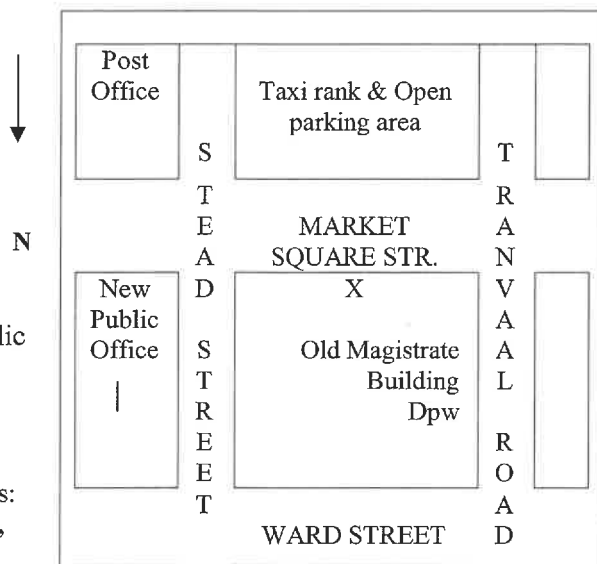 Post
Office
Taxi rank & Open
parking area
STEAD STREET
TRANVAAL ROAD
N
MARKET
SQUARE STR.
X
New
Public
Office
lic
Old Magistrate
Building
Dpw
s:
,
WARD STREET